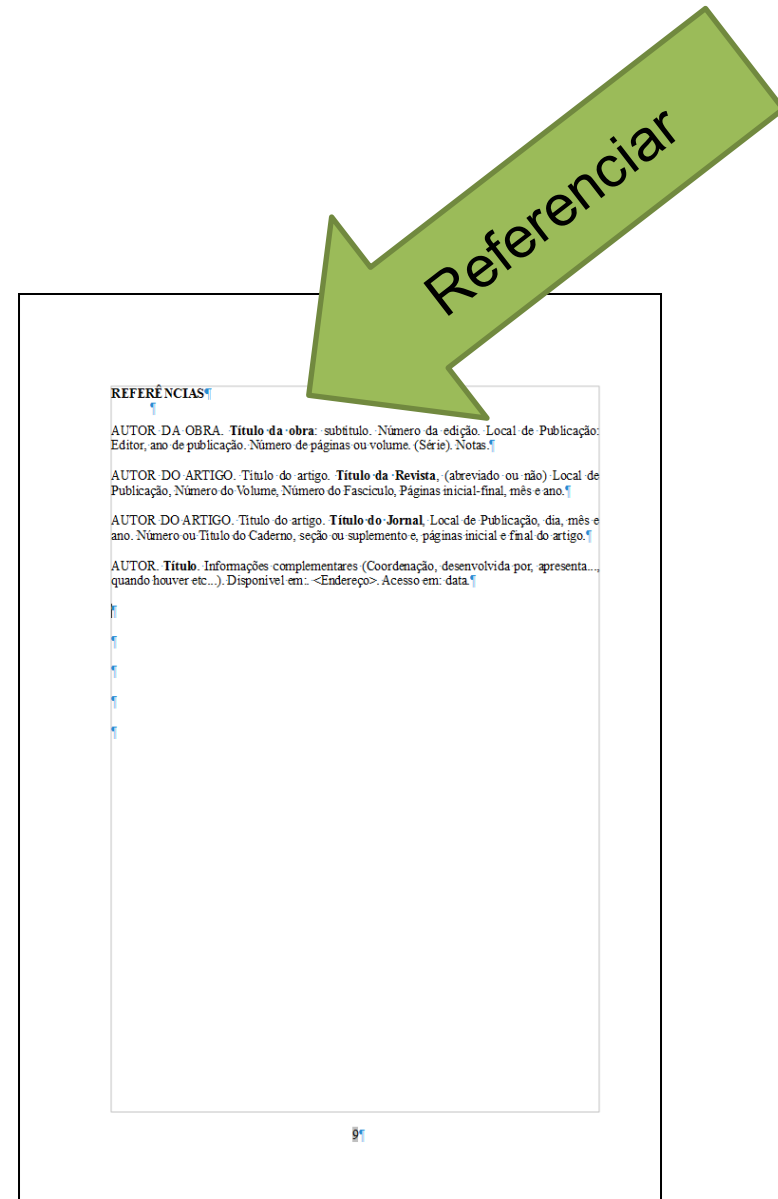 Referenciar
REFERÊNCIAS¶
¶
AUTOR DA OBRA. Título da obra: subtítulo. Número da edição. Local de Publicação:
Editor, ano de publicação. Número de páginas ou volume. (Série). Notas.¶
AUTOR DO ARTIGO. Título do artigo. Título da Revista, (abreviado ou não) Local de
Publicação, Número do Volume, Número do Fascículo, Páginas inicial-final, mês e ano.¶
AUTOR DO ARTIGO. Título do artigo. Título do Jornal, Local de Publicação, dia, mês e
ano. Número ou Título do Caderno, seção ou suplemento e, páginas inicial e final do artigo.¶
AUTOR. Título. Informações complementares (Coordenação, desenvolvida por, apresenta...,
quando houver etc...). Disponível em:. <Endereço>. Acesso em: data.¶
¶
¶
¶
¶
¶
9¶